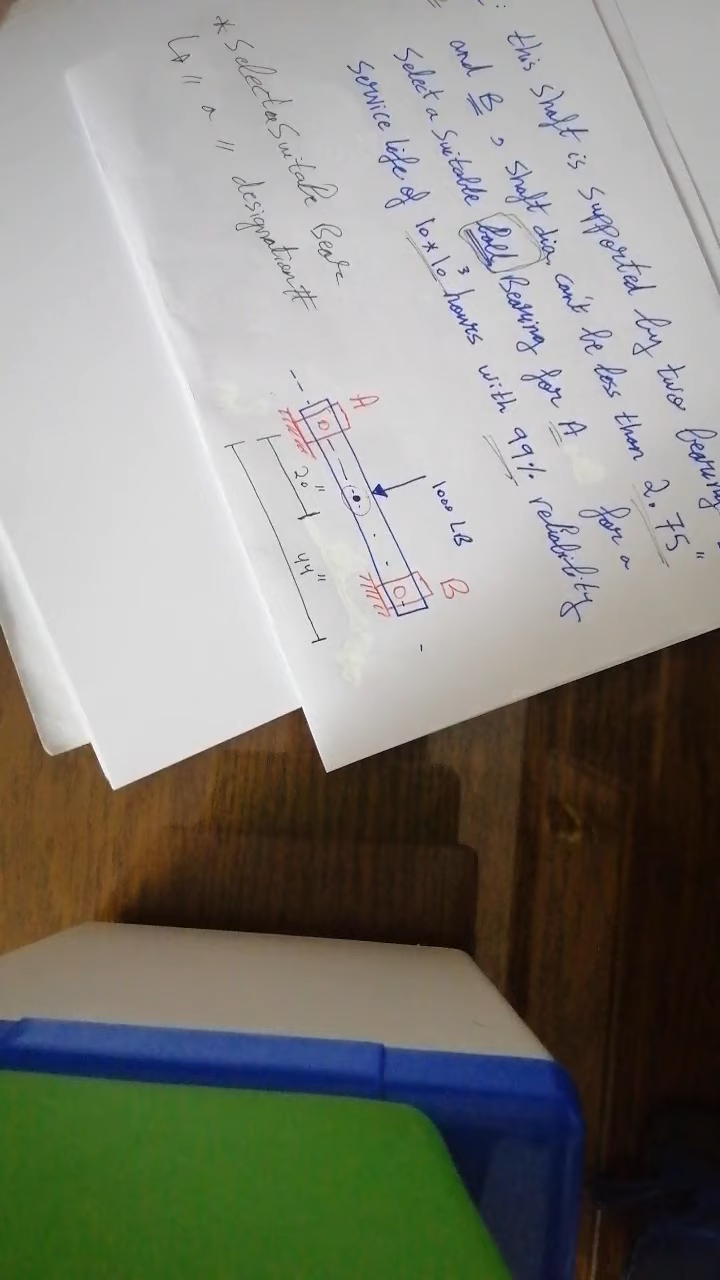 : this shaft is supported by two bearing
and B, shaft dia. can't be less than 2.75"
Select a Suitable ball Bearing for A for a
Service life of 10*10³ hours with 99% reliability
* Select a Suitable Bear
↳ " a " designation#
A
1000 LB
B
20"
44"